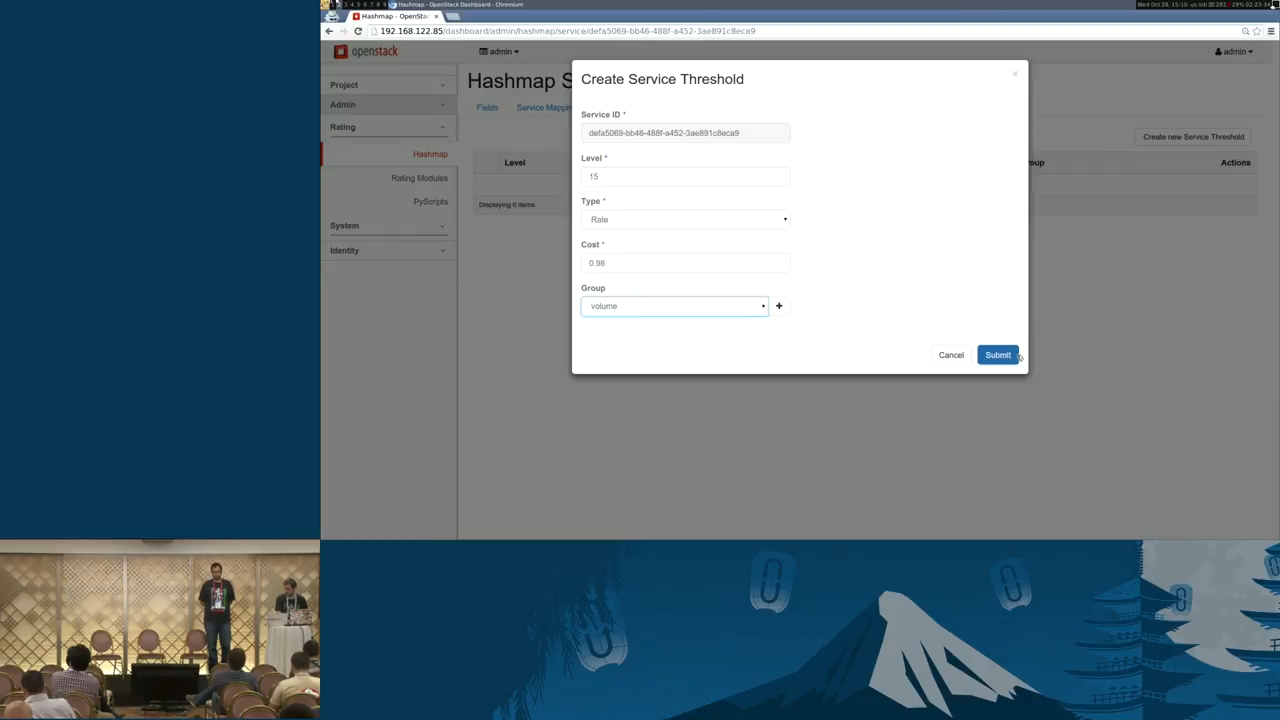 Hashmap - OpenStack Dashboard - Chromium
Hashmap - OpenStac
192.168.122.85/dashboard/admin/hashmap/service/defa5069-bb46-488f-a452-3ae891c8eca9
openstack
admin
admin
Project
Admin
Rating
Hashmap
Rating Modules
PyScripts
System
Identity
Hashmap S
Fields
Service Mappin
Create new Service Threshold
Level
oup
Actions
Displaying 0 items
Create Service Threshold
×
Service ID *
defa5069-bb46-488f-a452-3ae891c8eca9
Level *
15
Type *
Rate
Cost *
0.98
Group
volume
Cancel
Submit